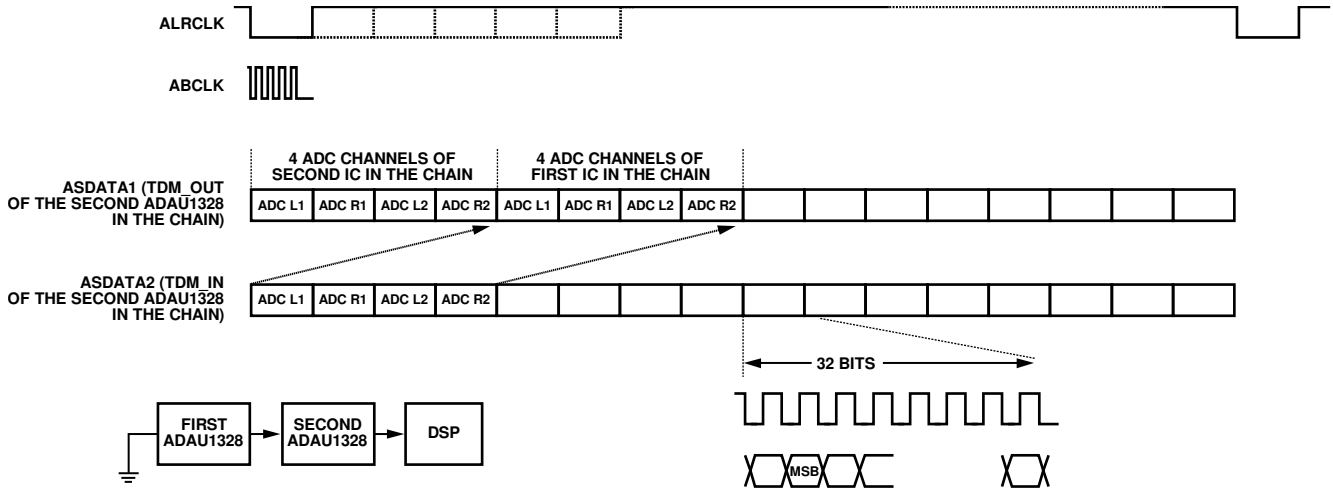 ALRCLK
ABCLK
4 ADC CHANNELS OF
SECOND IC IN THE CHAIN
4 ADC CHANNELS OF
FIRST IC IN THE CHAIN
ASDATA1 (TDM_OUT
OF THE SECOND ADAU1328
IN THE CHAIN)
ADC L1 ADC R1 ADC L2 ADC R2 ADC L1 ADC R1 ADC L2 ADC R2
ASDATA2 (TDM_IN
OF THE SECOND ADAU1328
IN THE CHAIN)
ADC L1 ADC R1 ADC L2 ADC R2
32 BITS
FIRST
ADAU1328
SECOND
ADAU1328
DSP
MSB